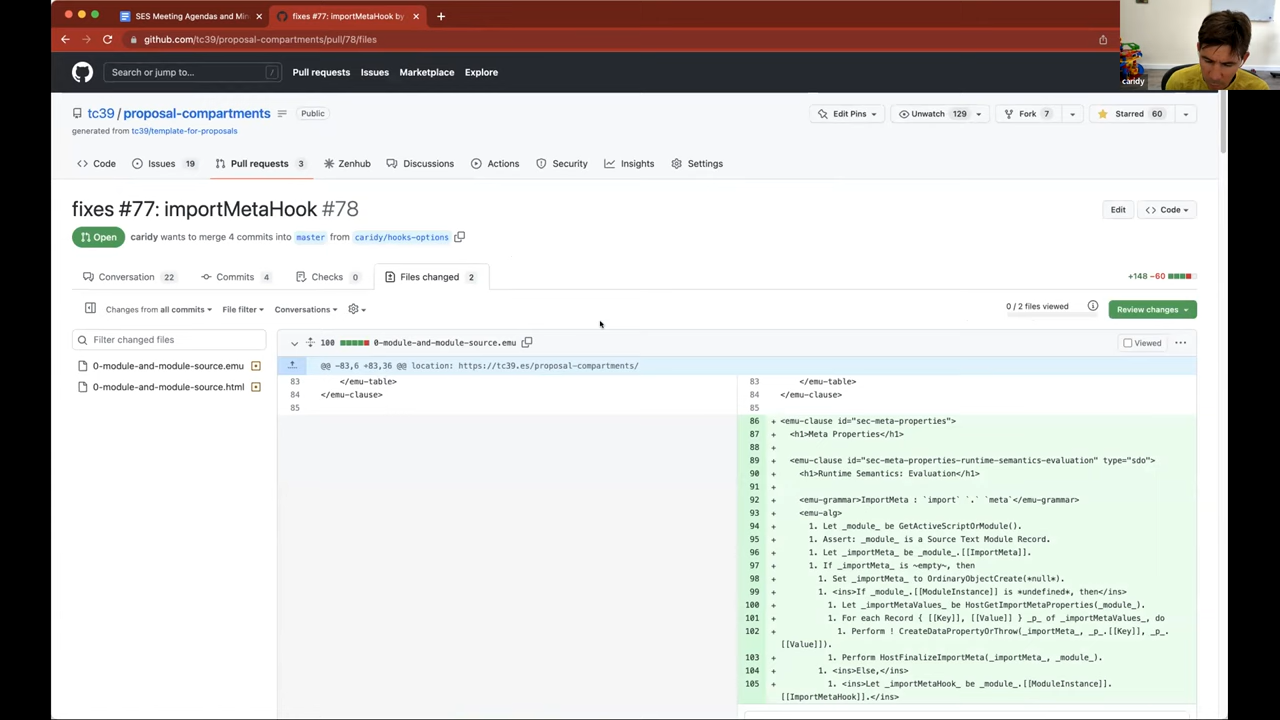 SES Meeting Agendas and Min
fixes #77: importMetaHook by
github.com/tc39/proposal-compartments/pull/78/files
caridy
Search or jump to...
/
Pull requests
Issues
Marketplace
Explore
tc39 / proposal-compartments
Public
generated from tc39/template-for-proposals
Edit Pins
Unwatch 129
Fork 7
Starred 60
Code
Issues 19
Pull requests 3
Zenhub
Discussions
Actions
Security
Insights
Settings
fixes #77: importMetaHook #78
Edit
Code
Open
caridy wants to merge 4 commits into master from caridy/hooks-options
Conversation 22
Commits 4
Checks 0
Files changed 2
+148 −60
Changes from all commits
File filter
Conversations
0 / 2 files viewed
Review changes
Filter changed files
0-module-and-module-source.emu
0-module-and-module-source.html
100 0-module-and-module-source.emu
Viewed
@@ -83,6 +83,36 @@ location: https://tc39.es/proposal-compartments/
83 </emu-table>
84 </emu-clause>
85
83 </emu-table>
84 </emu-clause>
85
86 + <emu-clause id="sec-meta-properties">
87 + <h1>Meta Properties</h1>
88 +
89 + <emu-clause id="sec-meta-properties-runtime-semantics-evaluation" type="sdo">
90 + <h1>Runtime Semantics: Evaluation</h1>
91 +
92 + <emu-grammar>ImportMeta : `import` `.` `meta`</emu-grammar>
93 + <emu-alg>
94 + 1. Let _module_ be GetActiveScriptOrModule().
95 + 1. Assert: _module_ is a Source Text Module Record.
96 + 1. Let _importMeta_ be _module_.[[ImportMeta]].
97 + 1. If _importMeta_ is ~empty~, then
98 + 1. Set _importMeta_ to OrdinaryObjectCreate(*null*).
99 + 1. <ins>If _module_.[[ModuleInstance]] is *undefined*, then</ins>
100 + 1. Let _importMetaValues_ be HostGetImportMetaProperties(_module_).
101 + 1. For each Record { [[Key]], [[Value]] } _p_ of _importMetaValues_, do
102 + 1. Perform ! CreateDataPropertyOrThrow(_importMeta_, _p_.[[Key]], _p_.
[[Value]]).
103 + 1. Perform HostFinalizeImportMeta(_importMeta_, _module_).
104 + 1. <ins>Else,</ins>
105 + 1. <ins>Let _importMetaHook_ be _module_.[[ModuleInstance]].
[[ImportMetaHook]].</ins>